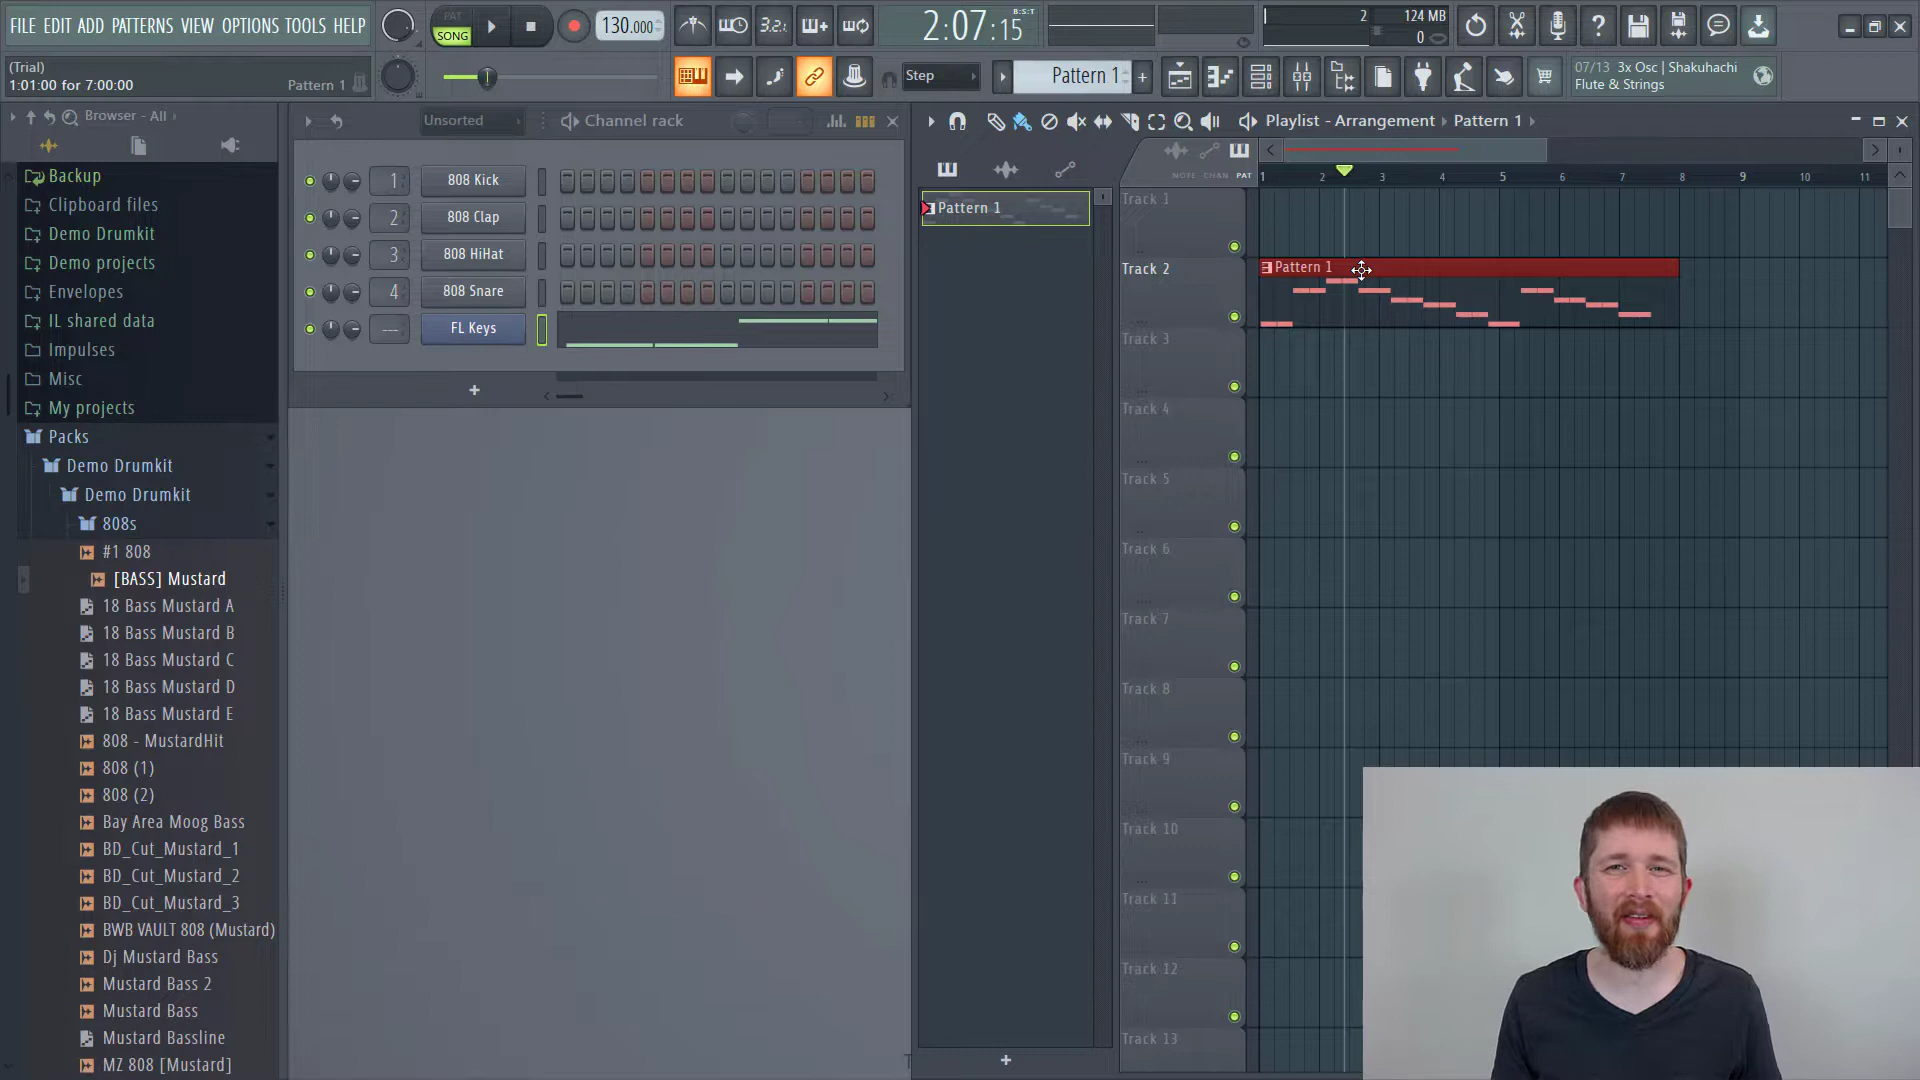 FILE EDIT ADD PATTERNS VIEW OPTIONS TOOLS HELP
PAT
SONG
130.000
3.2.1
2:07:15
B:S:T
2
124 MB
0
(Trial)
1:01:00 for 7:00:00
Pattern 1
Step
Pattern 1
07/13 3x Osc | Shakuhachi
Flute & Strings
Browser - All
Backup
Clipboard files
Demo Drumkit
Demo projects
Envelopes
IL shared data
Impulses
Misc
My projects
Packs
Demo Drumkit
Demo Drumkit
808s
#1 808
[BASS] Mustard
18 Bass Mustard A
18 Bass Mustard B
18 Bass Mustard C
18 Bass Mustard D
18 Bass Mustard E
808 - MustardHit
808 (1)
808 (2)
Bay Area Moog Bass
BD_Cut_Mustard_1
BD_Cut_Mustard_2
BD_Cut_Mustard_3
BWB VAULT 808 (Mustard)
Dj Mustard Bass
Mustard Bass 2
Mustard Bass
Mustard Bassline
MZ 808 [Mustard]
Unsorted
Channel rack
1 808 Kick
2 808 Clap
3 808 HiHat
4 808 Snare
--- FL Keys
+
Playlist - Arrangement
Pattern 1
NOTE CHAN PAT
1 2 3 4 5 6 7 8 9 10 11
Pattern 1
+
Track 1
Track 2
Pattern 1
Track 3
Track 4
Track 5
Track 6
Track 7
Track 8
Track 9
Track 10
Track 11
Track 12
Track 13